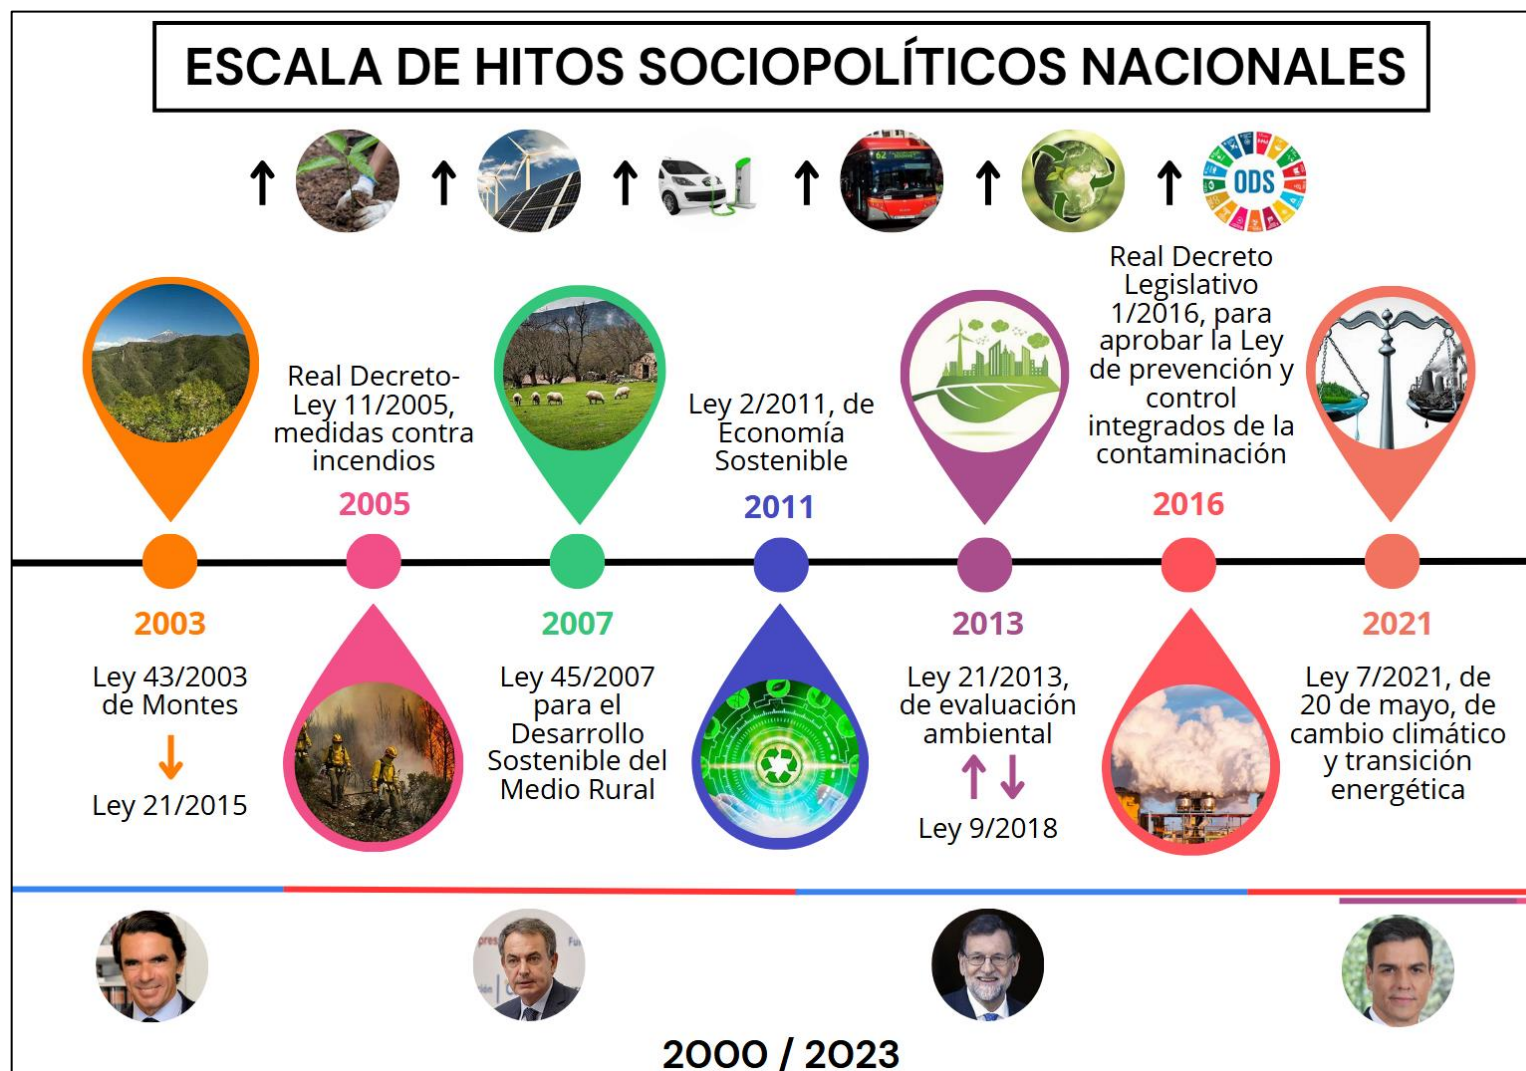 ESCALA DE HITOS SOCIOPOLÍTICOS NACIONALES
62
ODS
Real Decreto-
Ley 11/2005,
medidas contra
incendios
2005
Ley 2/2011, de
Economía
Sostenible
2011
Real Decreto
Legislativo
1/2016, para
aprobar la Ley
de prevención y
control
integrados de la
contaminación
2016
2003
Ley 43/2003
de Montes
Ley 21/2015
2007
Ley 45/2007
para el
Desarrollo
Sostenible del
Medio Rural
2013
Ley 21/2013,
de evaluación
ambiental
Ley 9/2018
2021
Ley 7/2021, de
20 de mayo, de
cambio climático
y transición
energética
2000 / 2023